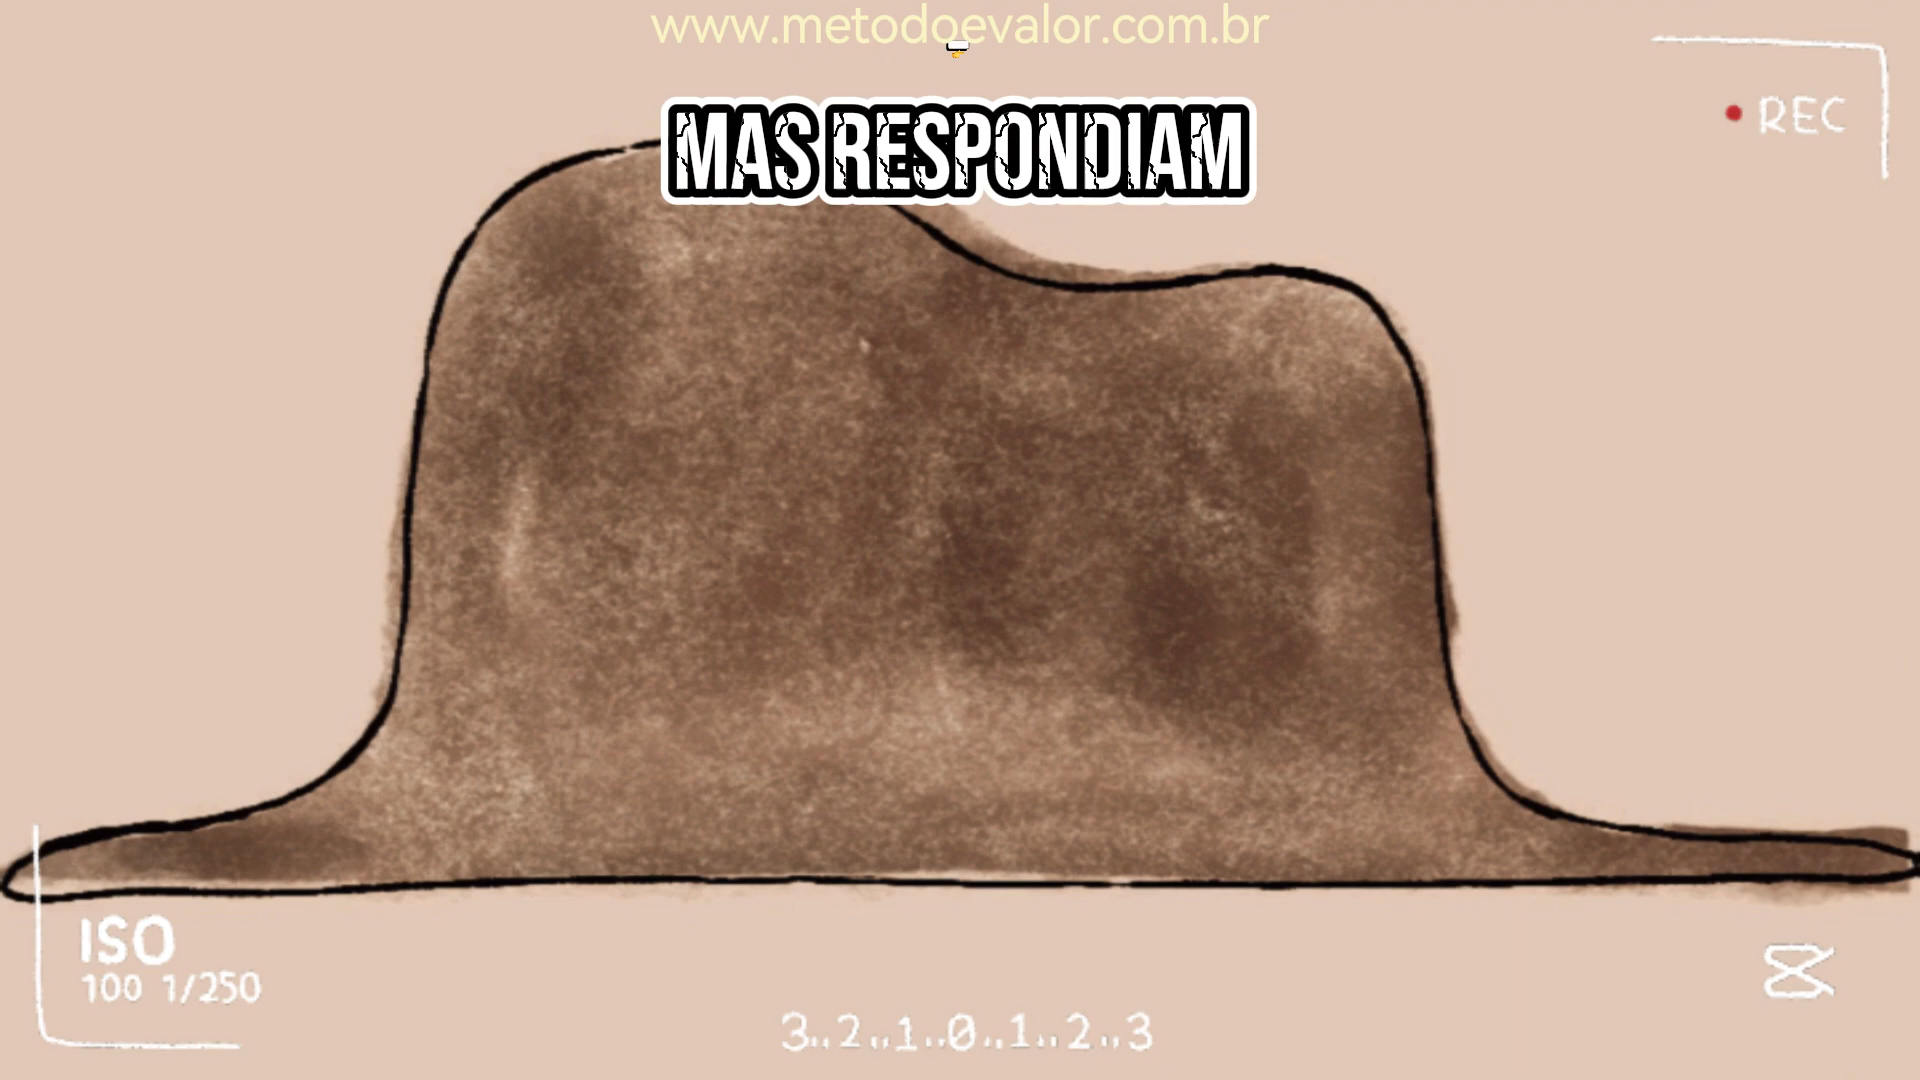 www.metodoevalor.com.br
MAS RESPONDIAM
REC
ISO
100 1/250
3..2..1..0..1..2..3